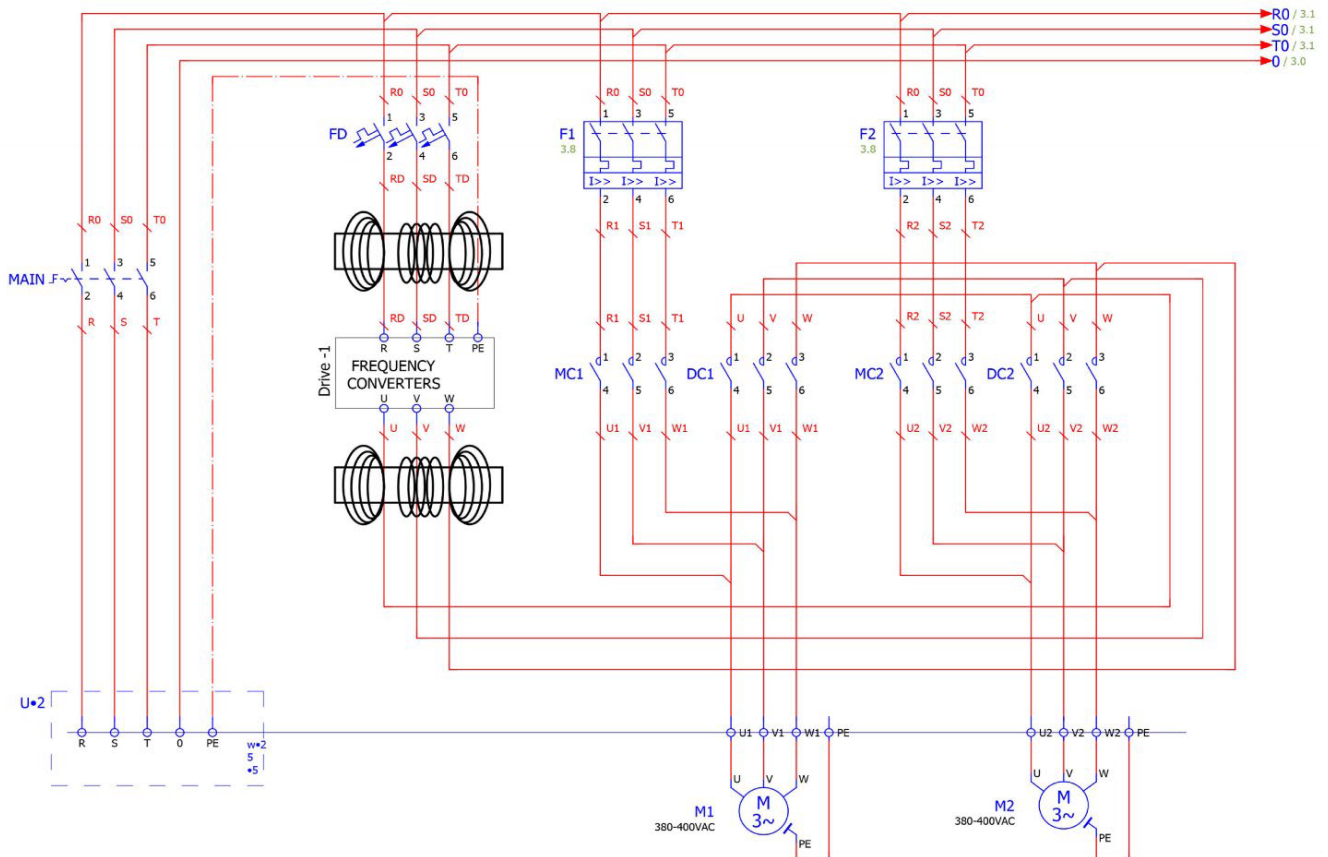 R0 / 3.1
S0 / 3.1
T0 / 3.1
0 / 3.0
R0 S0 T0
R0 S0 T0
R0 S0 T0
1 3 5
1 3 5
1 3 5
FD
F1
3.8
F2
3.8
2 4 6
I>> I>> I>>
I>> I>> I>>
RD SD TD
2 4 6
2 4 6
R0 S0 T0
R1 S1 T1
R2 S2 T2
1 3 5
MAIN
2 4 6
R S T
RD SD TD
R1 S1 T1
U V W
R2 S2 T2
U V W
R S T PE
Drive -1
FREQUENCY
CONVERTERS
U V W
1 2 3
1 2 3
1 2 3
1 2 3
MC1
DC1
MC2
DC2
4 5 6
4 5 6
4 5 6
4 5 6
U V W
U1 V1 W1
U1 V1 W1
U2 V2 W2
U2 V2 W2
U•2
R S T 0 PE
w•2
5
•5
U1 V1 W1 PE
U2 V2 W2 PE
U V W
U V W
M1
380-400VAC
M
3~
PE
M2
380-400VAC
M
3~
PE